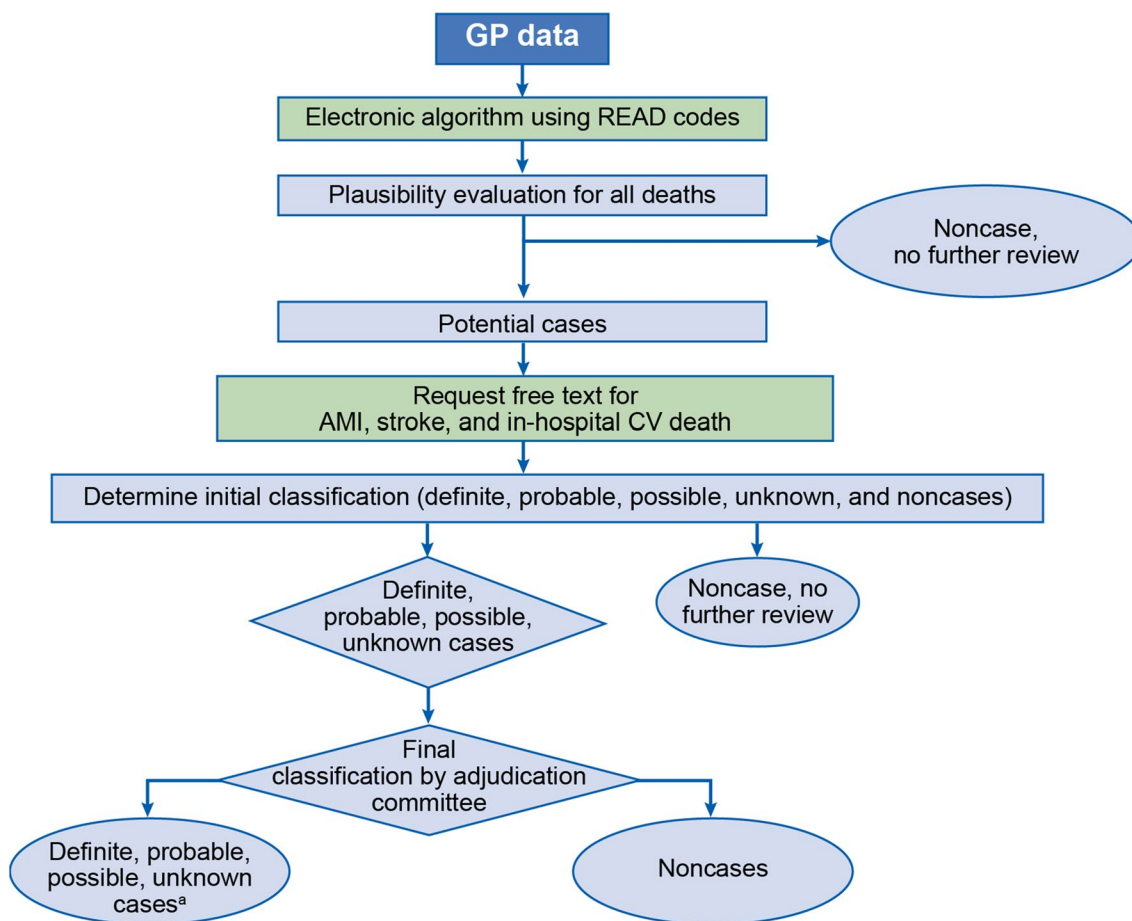 GP data
Electronic algorithm using READ codes
Plausibility evaluation for all deaths
Noncase,
no further review
Potential cases
Request free text for
AMI, stroke, and in-hospital CV death
Determine initial classification (definite, probable, possible, unknown, and noncases)
Definite,
probable, possible,
unknown cases
Noncase, no
further review
Final
classification by adjudication
committee
Definite, probable,
possible, unknown
casesᵃ
Noncases